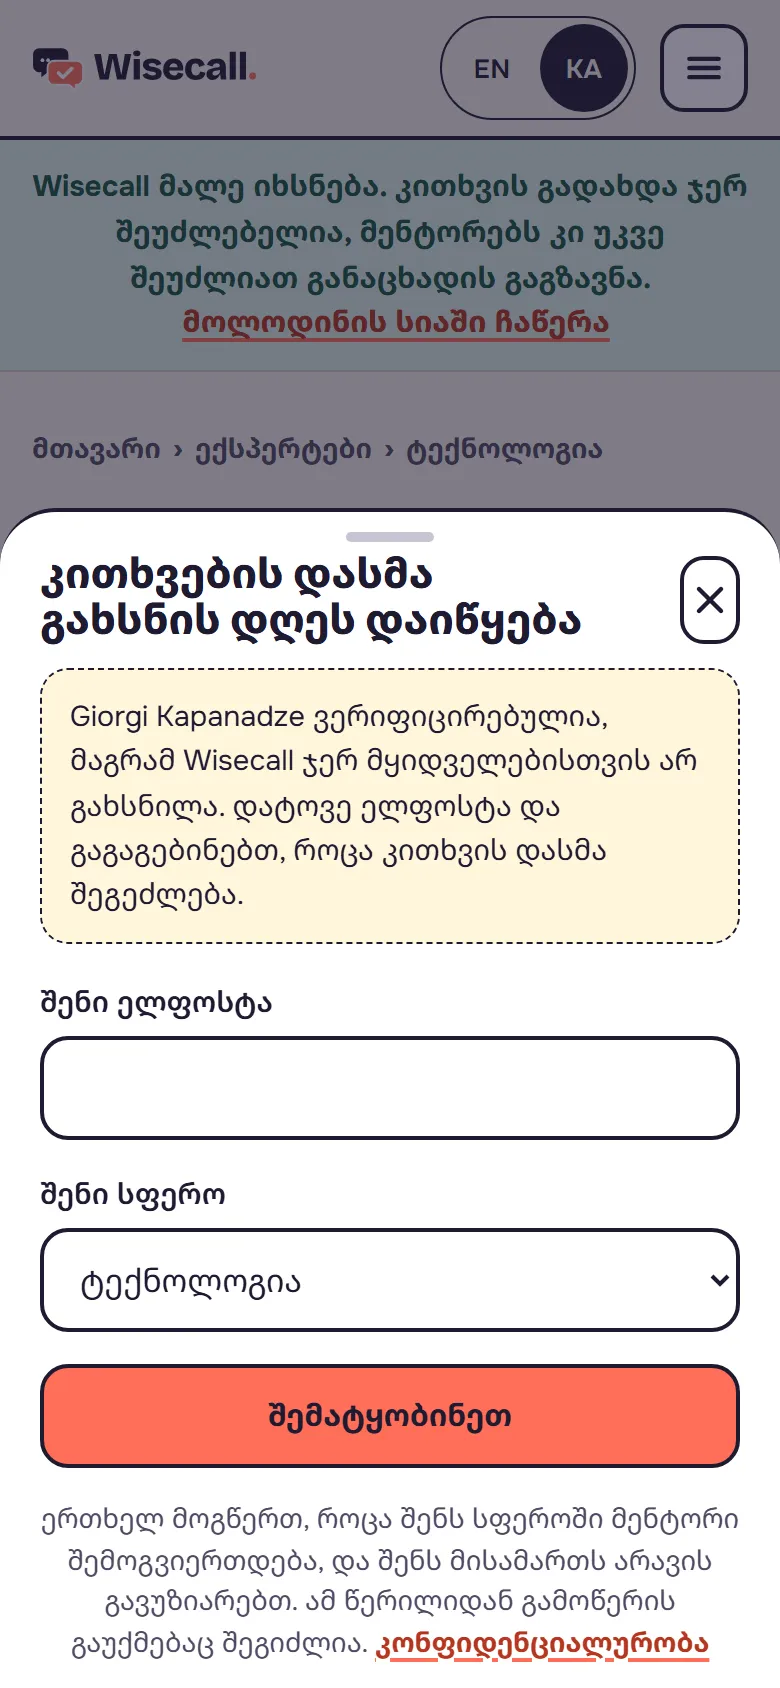 Wisecall.
EN
KA
Wisecall მალე იხსნება. კითხვის გადახდა ჯერ
შეუძლებელია, მენტორებს კი უკვე
შეუძლიათ განაცხადის გაგზავნა.
მოლოდინის სიაში ჩაწერა
მთავარი › ექსპერტები › ტექნოლოგია
კითხვების დასმა
გახსნის დღეს დაიწყება
Giorgi Kapanadze ვერიფიცირებულია,
მაგრამ Wisecall ჯერ მყიდველებისთვის არ
გახსნილა. დატოვე ელფოსტა და
გაგაგებინებთ, როცა კითხვის დასმა
შეგეძლება.
შენი ელფოსტა
შენი სფერო
ტექნოლოგია
შემატყობინეთ
ერთხელ მოგწერთ, როცა შენს სფეროში მენტორი
შემოგვიერთდება, და შენს მისამართს არავის
გავუზიარებთ. ამ წერილიდან გამოწერის
გაუქმებაც შეგიძლია. კონფიდენციალურობა